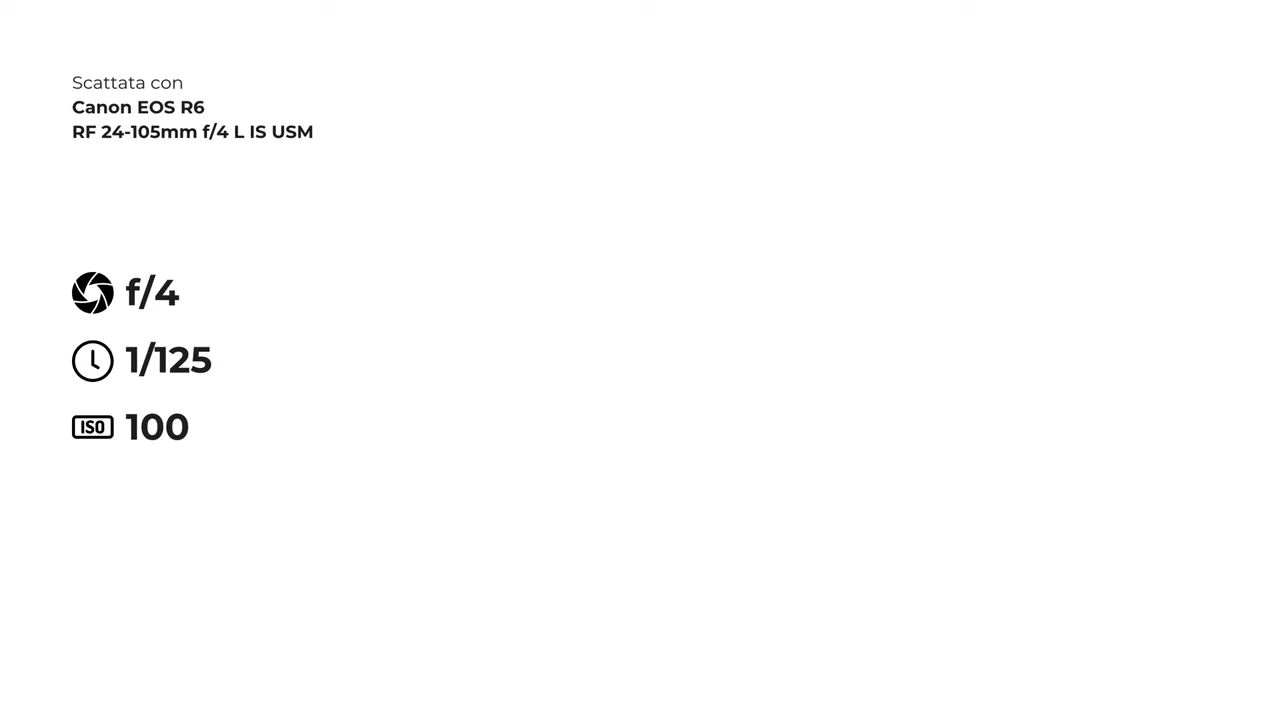 Scattata con
Canon EOS R6
RF 24-105mm f/4 L IS USM
f/4
1/125
ISO 100